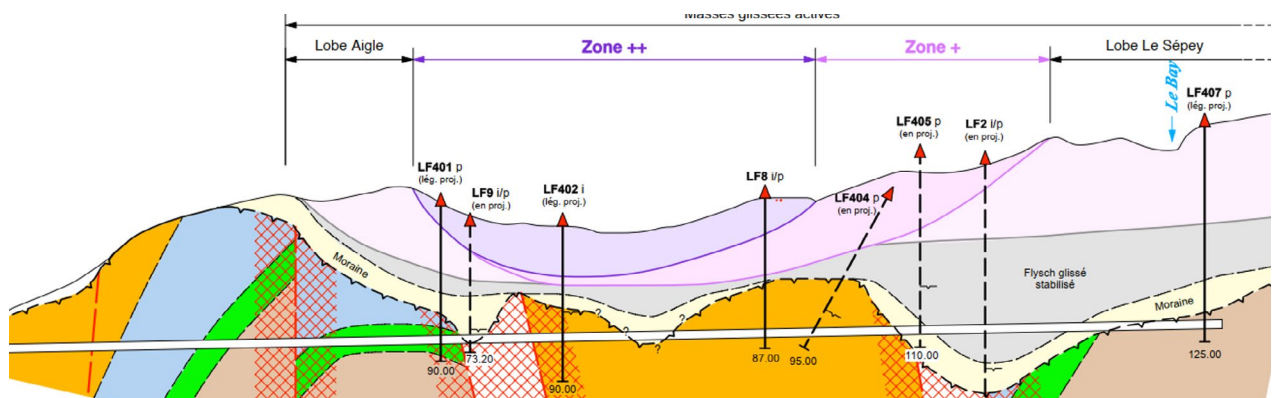 Masses glissées actives
Lobe Aigle
Zone ++
Zone +
Lobe Le Sépey
Le Bay
LF407 p
(lég. proj.)
LF405 p
(en proj.)
LF2 i/p
(en proj.)
LF401 p
(lég. proj.)
LF9 i/p
(en proj.)
LF402 i
(lég. proj.)
LF8 i/p
LF404 p
(en proj.)
Moraine
Flysch glissé
stabilisé
Moraine
?
?
?
?
90.00
73.20
90.00
87.00
95.00
110.00
125.00